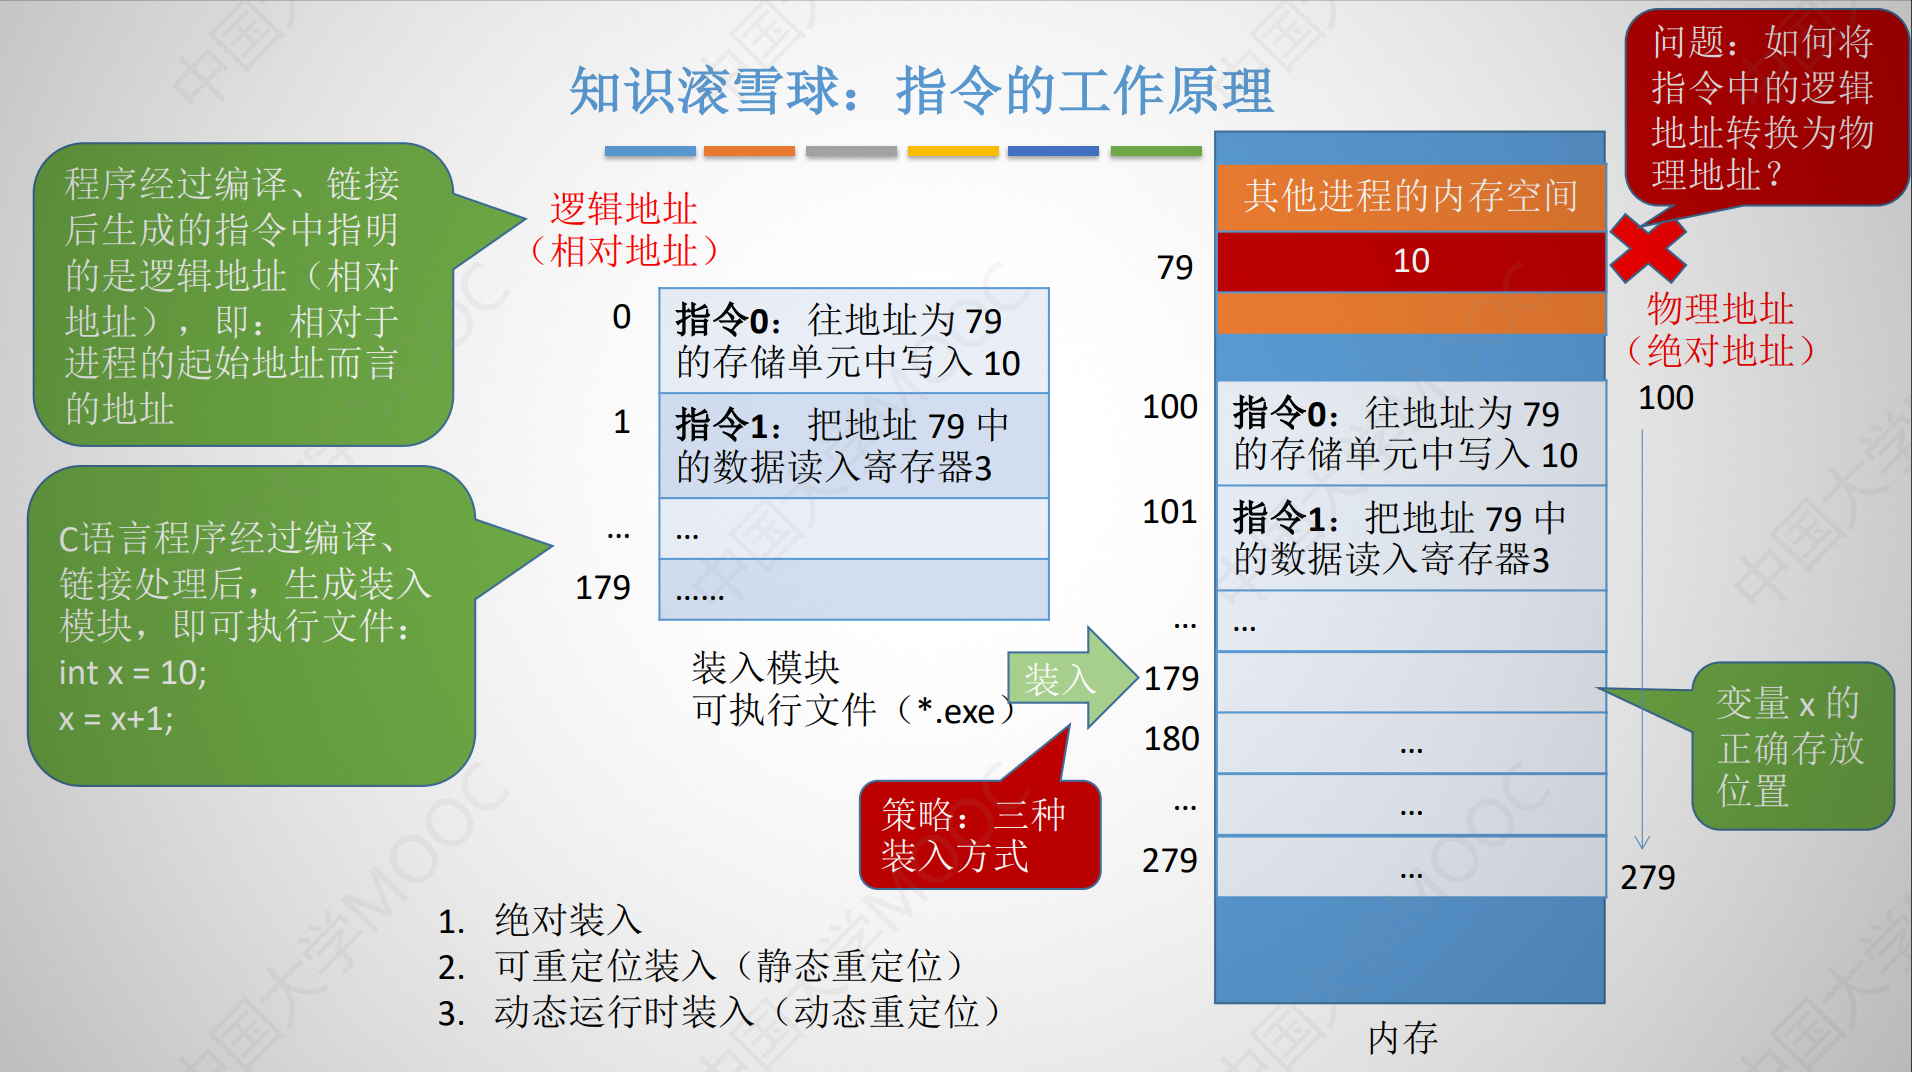 知识滚雪球：指令的工作原理
问题：如何将
指令中的逻辑
地址转换为物
理地址？
程序经过编译、链接
后生成的指令中指明
的是逻辑地址（相对
地址），即：相对于
进程的起始地址而言
的地址
C语言程序经过编译、
链接处理后，生成装入
模块，即可执行文件：
int x = 10;
x = x+1;
逻辑地址
（相对地址）
0
指令0：往地址为 79
的存储单元中写入 10
1
指令1：把地址 79 中
的数据读入寄存器3
...
...
179
......
装入模块
可执行文件（*.exe）
装入
策略：三种
装入方式
1. 绝对装入
2. 可重定位装入（静态重定位）
3. 动态运行时装入（动态重定位）
其他进程的内存空间
79
10
物理地址
（绝对地址）
100
100
指令0：往地址为 79
的存储单元中写入 10
101
指令1：把地址 79 中
的数据读入寄存器3
...
...
179
180
...
...
...
279
...
279
变量 x 的
正确存放
位置
内存
中国大学MOOC